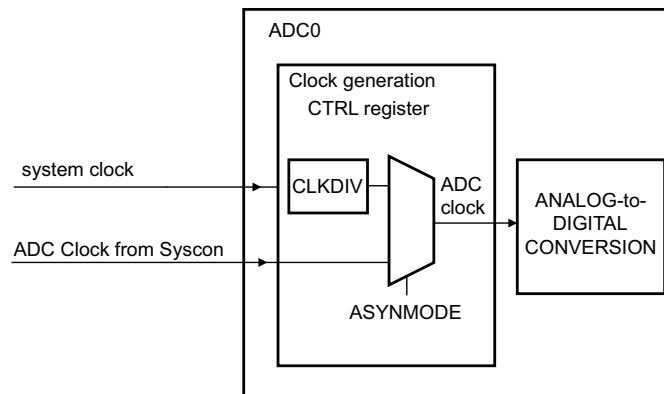 ADC0
Clock generation
CTRL register
system clock
CLKDIV
ADC
clock
ANALOG-to-
DIGITAL
CONVERSION
ADC Clock from Syscon
ASYNMODE